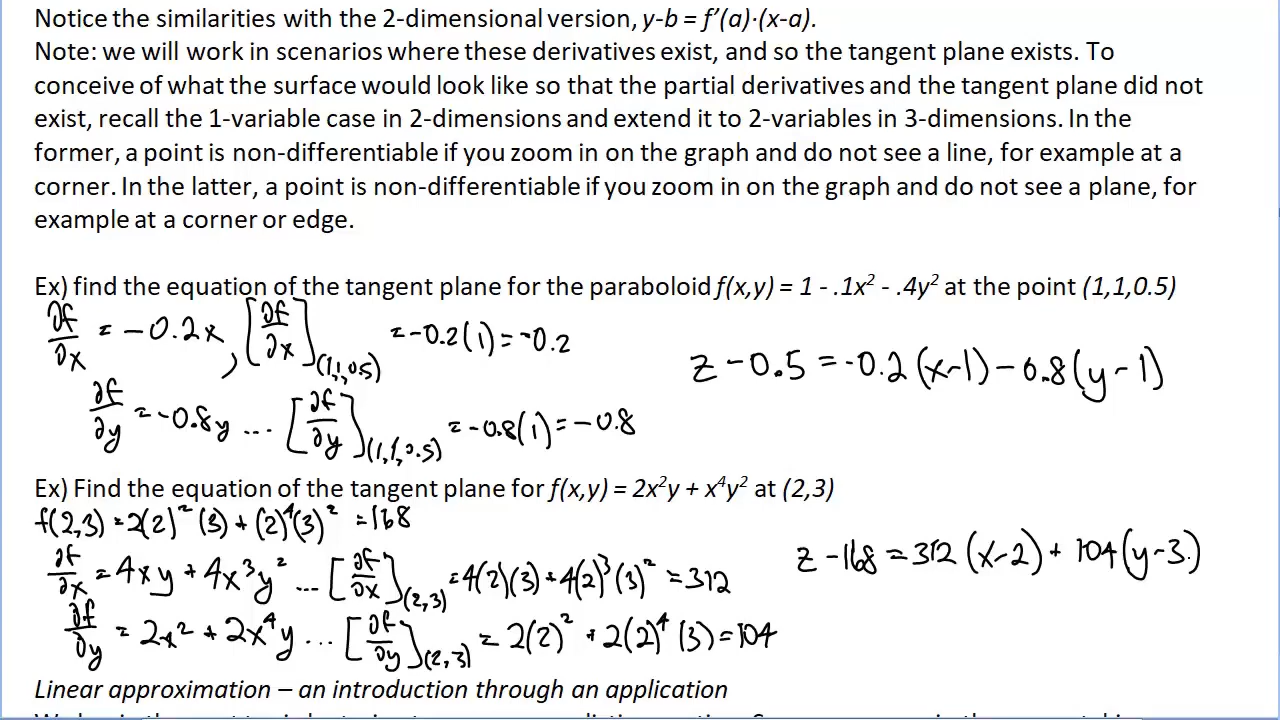 Notice the similarities with the 2-dimensional version, y-b = f'(a)·(x-a).
Note: we will work in scenarios where these derivatives exist, and so the tangent plane exists. To
conceive of what the surface would look like so that the partial derivatives and the tangent plane did not
exist, recall the 1-variable case in 2-dimensions and extend it to 2-variables in 3-dimensions. In the
former, a point is non-differentiable if you zoom in on the graph and do not see a line, for example at a
corner. In the latter, a point is non-differentiable if you zoom in on the graph and do not see a plane, for
example at a corner or edge.
Ex) find the equation of the tangent plane for the paraboloid f(x,y) = 1 - .1x² - .4y² at the point (1,1,0.5)
∂f/∂x = -0.2x, [∂f/∂x](1,1,0.5) = -0.2(1) = -0.2
z - 0.5 = -0.2(x-1) - 0.8(y-1)
∂f/∂y = -0.8y ... [∂f/∂y](1,1,0.5) = -0.8(1) = -0.8
Ex) Find the equation of the tangent plane for f(x,y) = 2x²y + x⁴y² at (2,3)
f(2,3) = 2(2)²(3) + (2)⁴(3)² = 168
∂f/∂x = 4xy + 4x³y² ... [∂f/∂x](2,3) = 4(2)(3) + 4(2)³(3)² = 312
z - 168 = 312(x-2) + 104(y-3)
∂f/∂y = 2x² + 2x⁴y ... [∂f/∂y](2,3) = 2(2)² + 2(2)⁴(3) = 104
Linear approximation – an introduction through an application